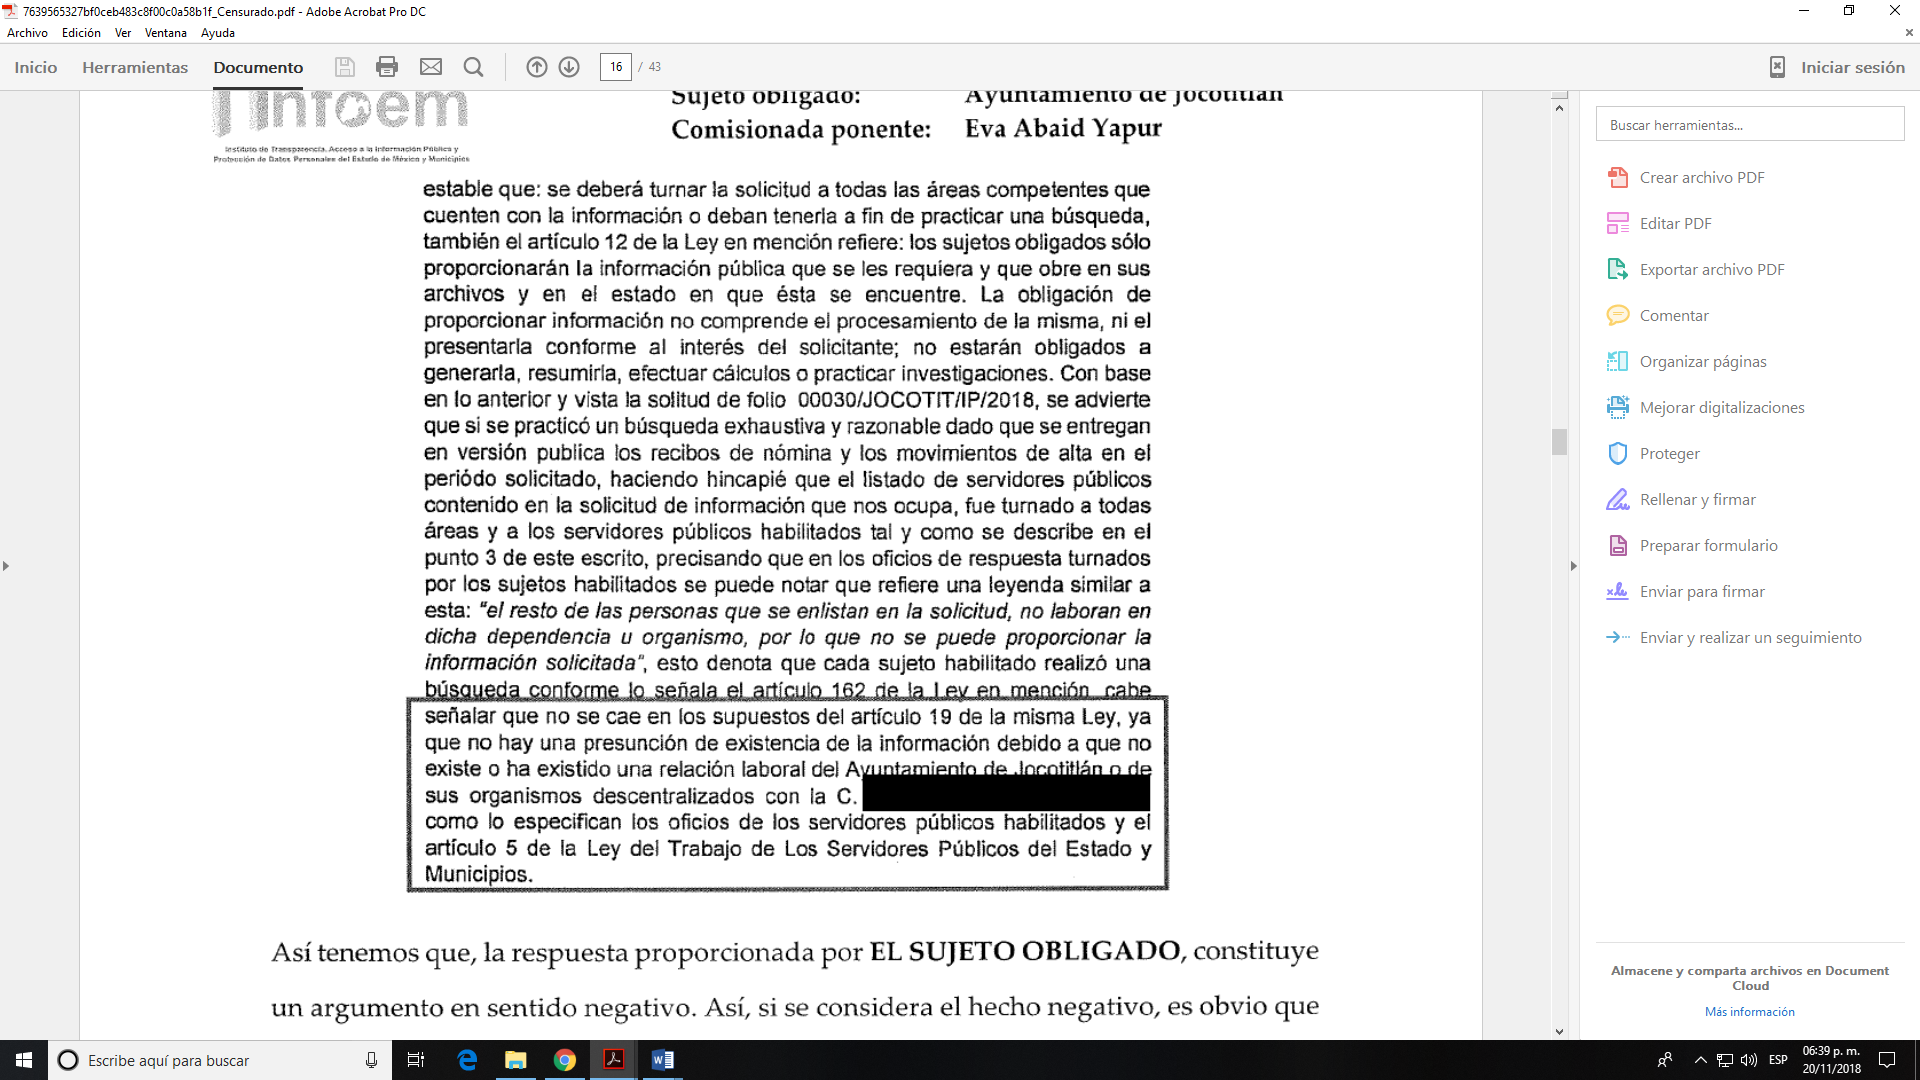 7639565327bf0ceb483c8f00c0a58b1f_Censurado.pdf - Adobe Acrobat Pro DC
Archivo Edición Ver Ventana Ayuda
Inicio Herramientas Documento 16 / 43 Iniciar sesión
infoem
Instituto de Transparencia, Acceso a la Información Pública y
Protección de Datos Personales del Estado de México y Municipios
Sujeto obligado: Ayuntamiento de Jocotitlán
Comisionada ponente: Eva Abaid Yapur
estable que: se deberá turnar la solicitud a todas las áreas competentes que
cuenten con la información o deban tenerla a fin de practicar una búsqueda,
también el artículo 12 de la Ley en mención refiere: los sujetos obligados sólo
proporcionarán la información pública que se les requiera y que obre en sus
archivos y en el estado en que ésta se encuentre. La obligación de
proporcionar información no comprende el procesamiento de la misma, ni el
presentarla conforme al interés del solicitante; no estarán obligados a
generarla, resumirla, efectuar cálculos o practicar investigaciones. Con base
en lo anterior y vista la solitud de folio 00030/JOCOTIT/IP/2018, se advierte
que si se practicó un búsqueda exhaustiva y razonable dado que se entregan
en versión publica los recibos de nómina y los movimientos de alta en el
periódo solicitado, haciendo hincapié que el listado de servidores públicos
contenido en la solicitud de información que nos ocupa, fue turnado a todas
áreas y a los servidores públicos habilitados tal y como se describe en el
punto 3 de este escrito, precisando que en los oficios de respuesta turnados
por los sujetos habilitados se puede notar que refiere una leyenda similar a
esta: "el resto de las personas que se enlistan en la solicitud, no laboran en
dicha dependencia u organismo, por lo que no se puede proporcionar la
información solicitada", esto denota que cada sujeto habilitado realizó una
búsqueda conforme lo señala el artículo 162 de la Ley en mención, cabe
señalar que no se cae en los supuestos del artículo 19 de la misma Ley, ya
que no hay una presunción de existencia de la información debido a que no
existe o ha existido una relación laboral del Ayuntamiento de Jocotitlán o de
sus organismos descentralizados con la C.
como lo especifican los oficios de los servidores públicos habilitados y el
artículo 5 de la Ley del Trabajo de Los Servidores Públicos del Estado y
Municipios.
Así tenemos que, la respuesta proporcionada por EL SUJETO OBLIGADO, constituye
un argumento en sentido negativo. Así, si se considera el hecho negativo, es obvio que
Buscar herramientas...
Crear archivo PDF
Editar PDF
Exportar archivo PDF
Comentar
Organizar páginas
Mejorar digitalizaciones
Proteger
Rellenar y firmar
Preparar formulario
Enviar para firmar
Enviar y realizar un seguimiento
Almacene y comparta archivos en Document
Cloud
Más información
Escribe aquí para buscar
ESP
06:39 p. m.
20/11/2018